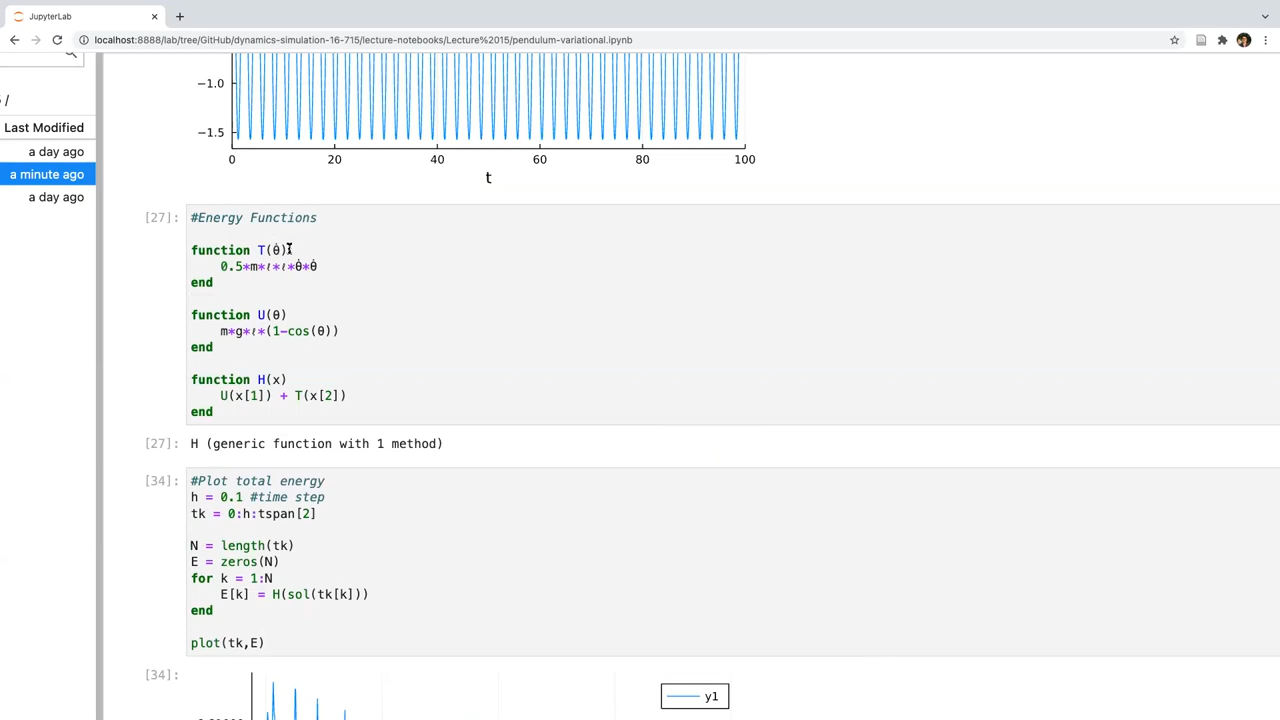 JupyterLab
localhost:8888/lab/tree/GitHub/dynamics-simulation-16-715/lecture-notebooks/Lecture%2015/pendulum-variational.ipynb
/
Last Modified
a day ago
a minute ago
a day ago
−1.0
−1.5
0 20 40 60 80 100
t
[27]: #Energy Functions
function T(θ̇)
0.5*m*ℓ*ℓ*θ̇*θ̇
end
function U(θ)
m*g*ℓ*(1-cos(θ))
end
function H(x)
U(x[1]) + T(x[2])
end
[27]: H (generic function with 1 method)
[34]: #Plot total energy
h = 0.1 #time step
tk = 0:h:tspan[2]
N = length(tk)
E = zeros(N)
for k = 1:N
E[k] = H(sol(tk[k]))
end
plot(tk,E)
[34]:
y1